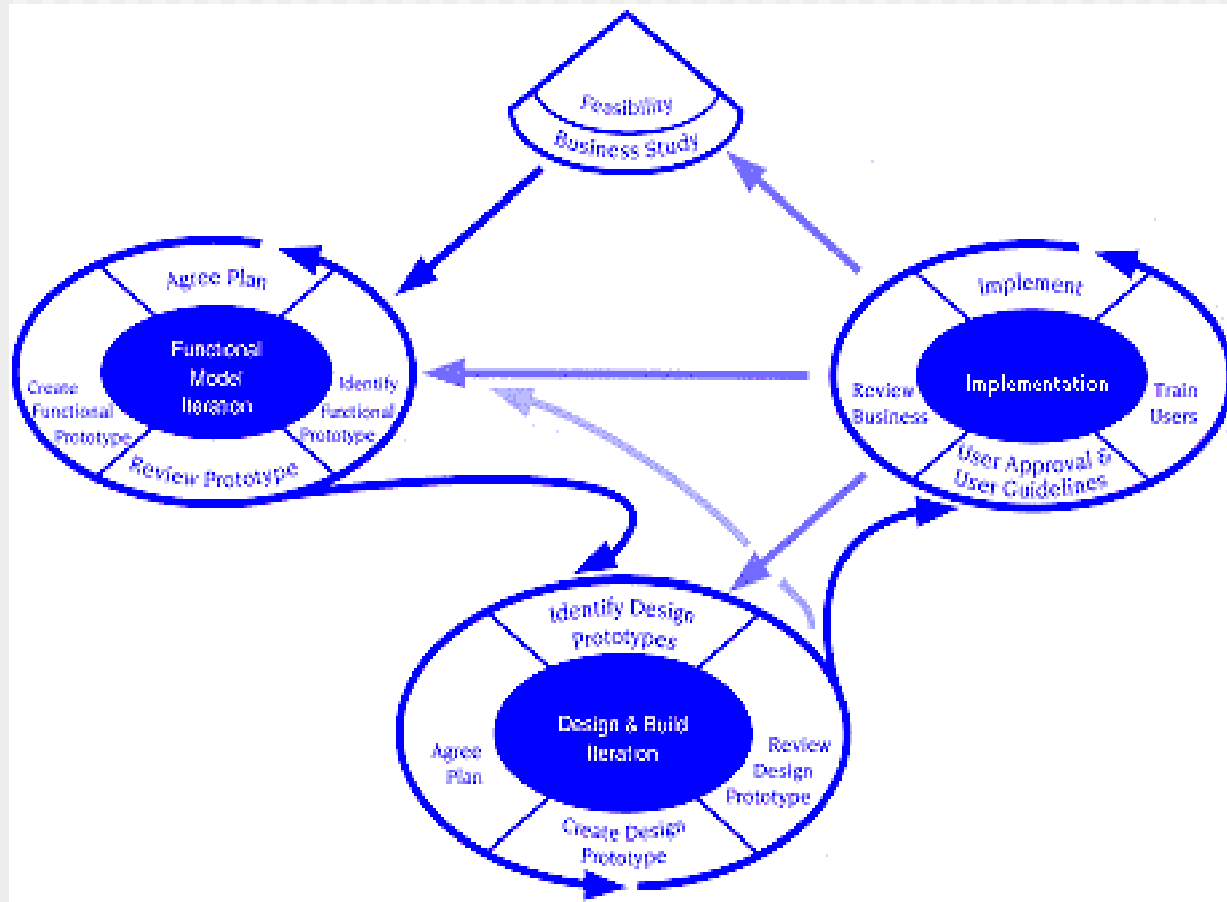 Feasibility
Business Study
Agree Plan
Functional
Model
Iteration
Create
Functional
Prototype
Identify
Functional
Prototype
Review Prototype
Implement
Implementation
Review
Business
Train
Users
User Approval &
User Guidelines
Identify Design
Prototypes
Design & Build
Iteration
Agree
Plan
Review
Design
Prototype
Create Design
Prototype